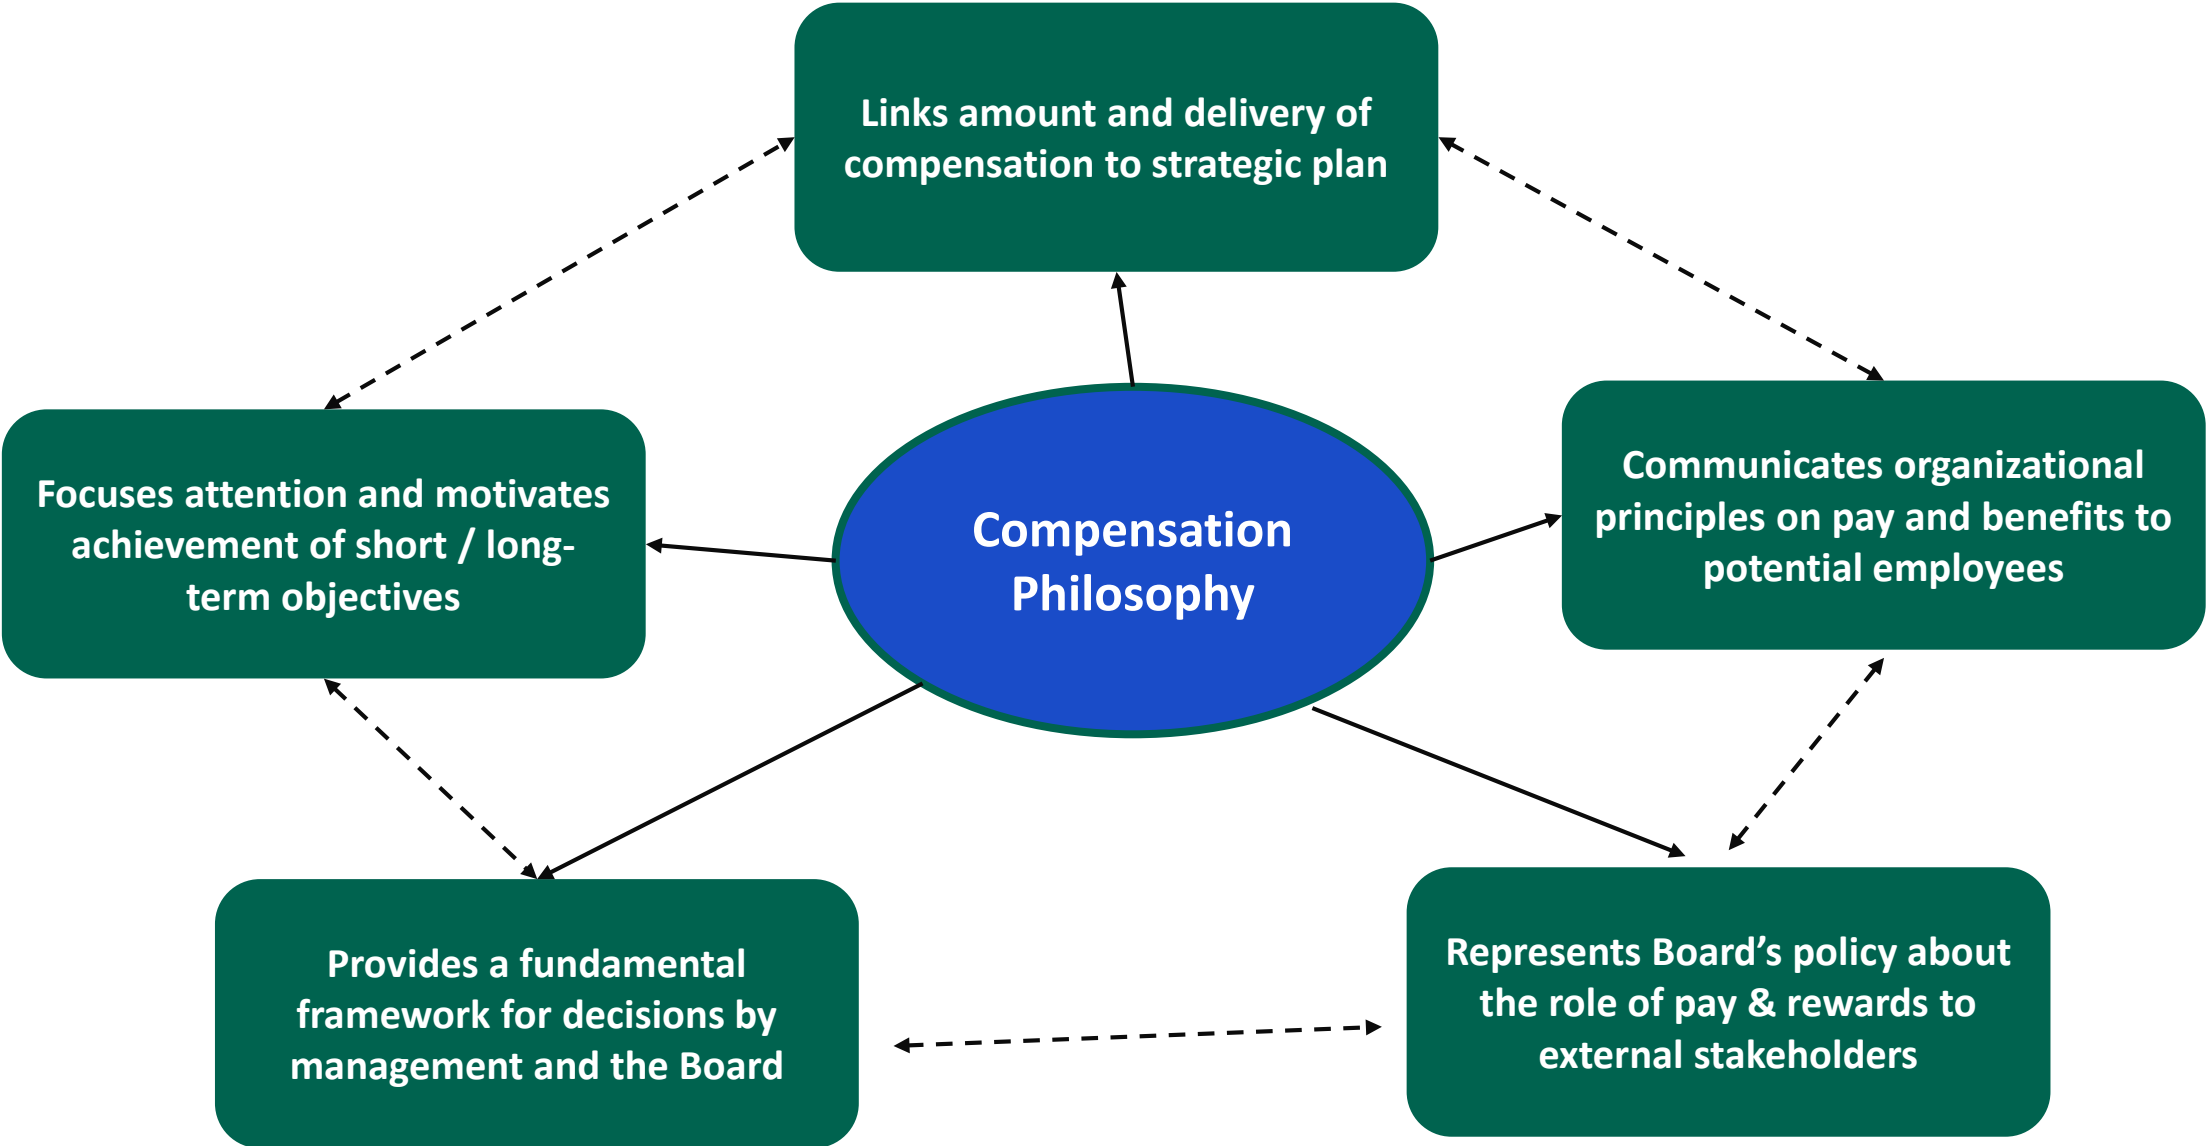 Links amount and delivery of
compensation to strategic plan
Focuses attention and motivates
achievement of short / long-
term objectives
Compensation
Philosophy
Communicates organizational
principles on pay and benefits to
potential employees
Provides a fundamental
framework for decisions by
management and the Board
Represents Board’s policy about
the role of pay & rewards to
external stakeholders